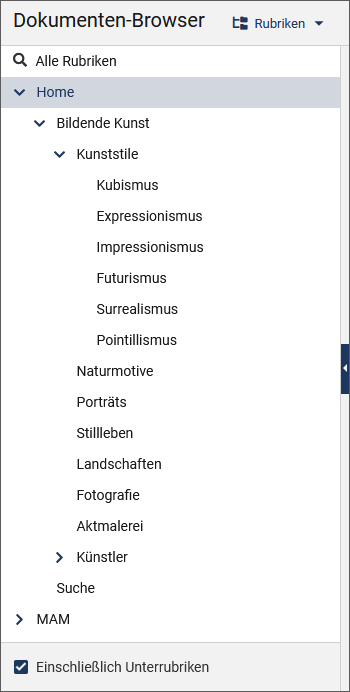 Dokumenten-Browser Rubriken
Alle Rubriken
Home
Bildende Kunst
Kunststile
Kubismus
Expressionismus
Impressionismus
Futurismus
Surrealismus
Pointillismus
Naturmotive
Porträts
Stillleben
Landschaften
Fotografie
Aktmalerei
Künstler
Suche
MAM
Einschließlich Unterrubriken